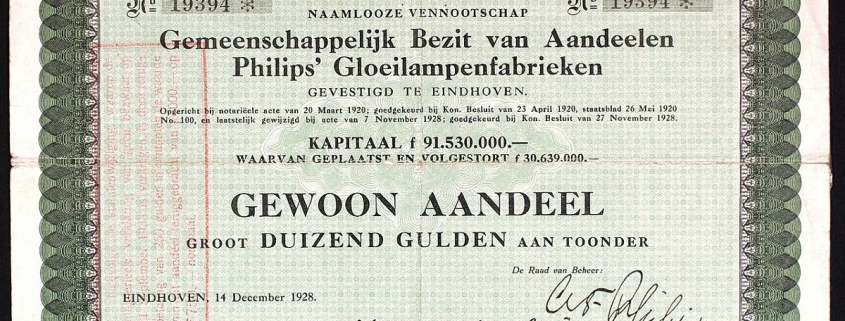 Nº 19394 ✻ Nº 19394 ✻
NAAMLOOZE VENNOOTSCHAP
Gemeenschappelijk Bezit van Aandeelen
Philips' Gloeilampenfabrieken
GEVESTIGD TE EINDHOVEN.
Opgericht bij notariëele acte van 20 Maart 1920; goedgekeurd bij Kon. Besluit van 23 April 1920, staatsblad 26 Mei 1920
No. 100, en laatstelijk gewijzigd bij acte van 7 November 1928; goedgekeurd bij Kon. Besluit van 27 November 1928.
KAPITAAL f 91.530.000.—
WAARVAN GEPLAATST EN VOLGESTORT f 30.639.000.—
GEWOON AANDEEL
GROOT DUIZEND GULDEN AAN TOONDER
De Raad van Beheer:
EINDHOVEN, 14 December 1928.